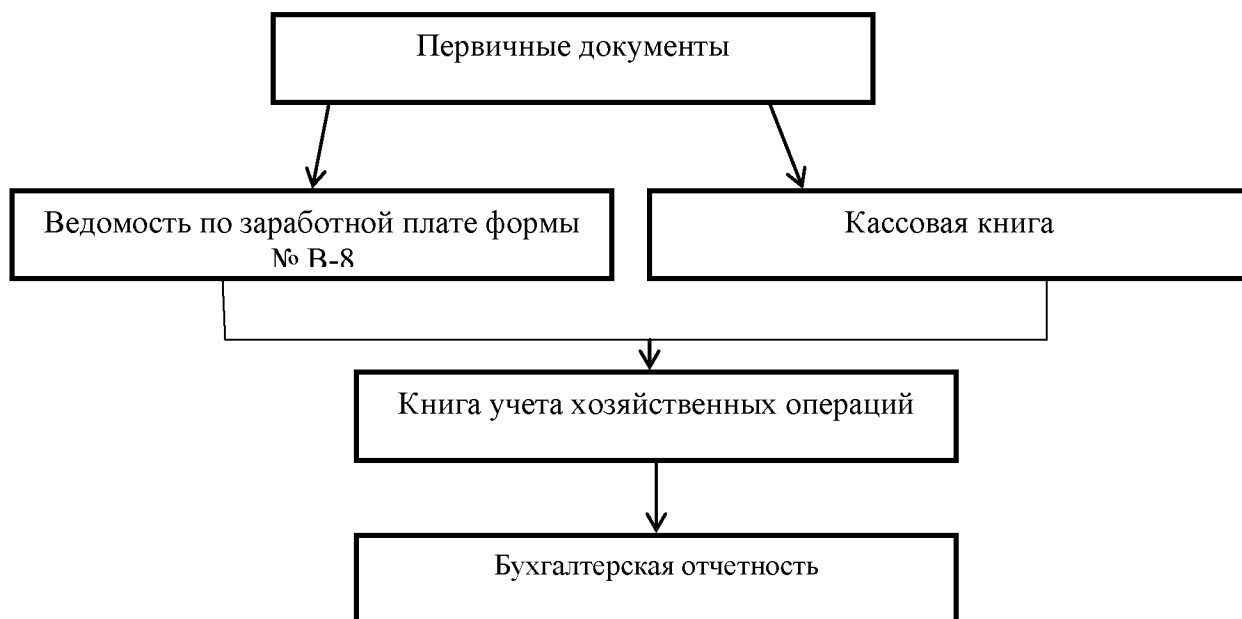 Первичные документы
Ведомость по заработной плате формы
№ В-8
Кассовая книга
Книга учета хозяйственных операций
Бухгалтерская отчетность